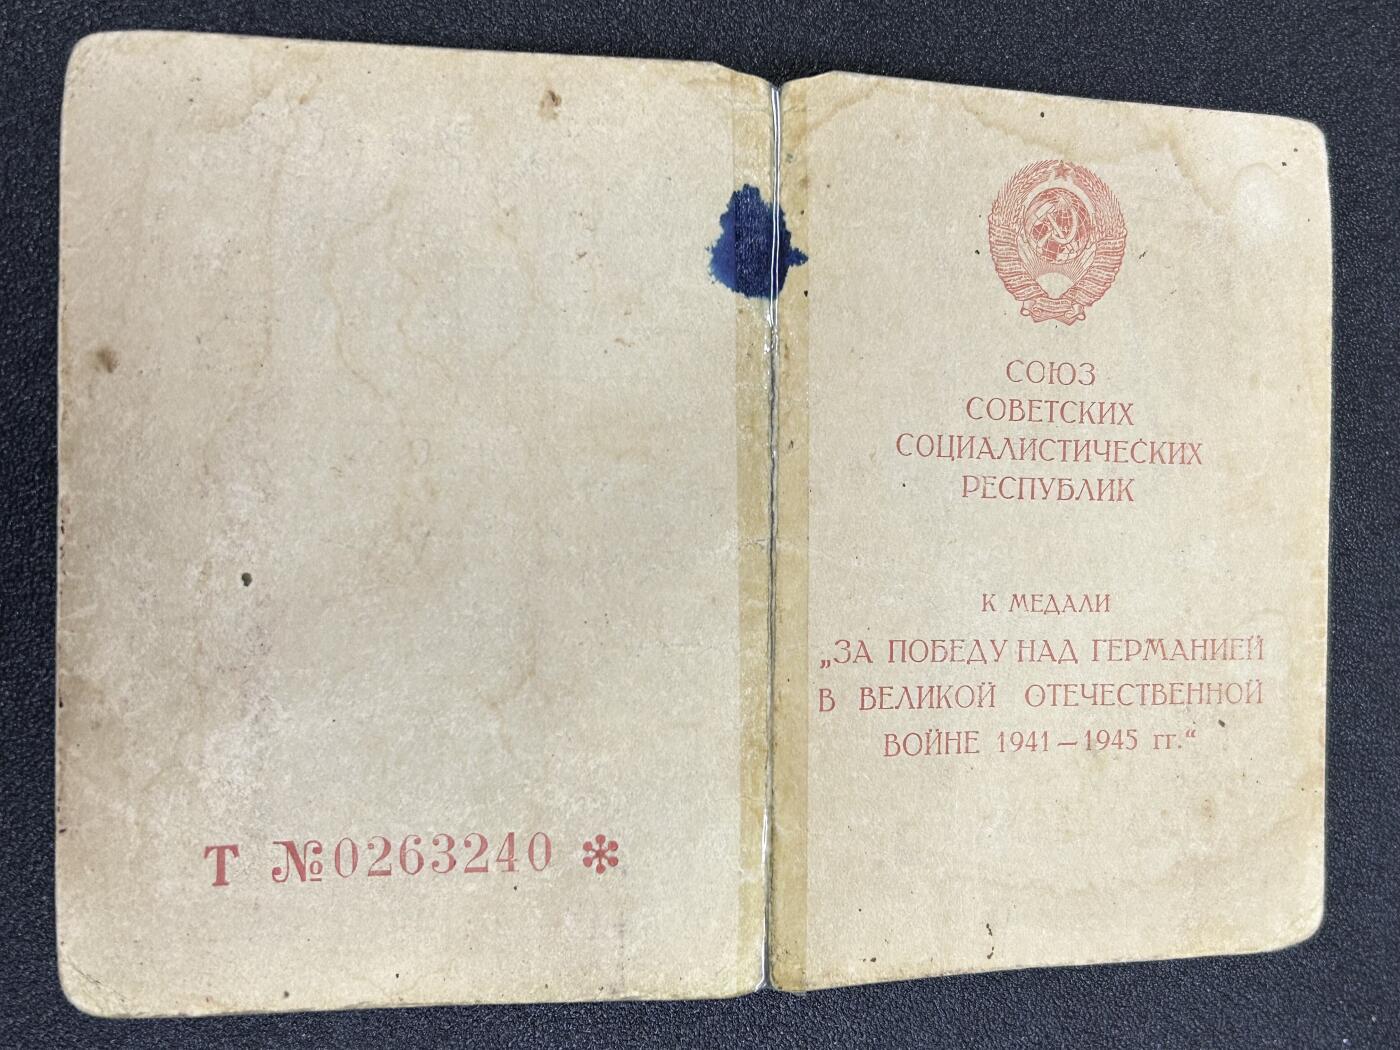 Т №0263240 *
СОЮЗ
СОВЕТСКИХ
СОЦИАЛИСТИЧЕСКИХ
РЕСПУБЛИК
К МЕДАЛИ
„ЗА ПОБЕДУ НАД ГЕРМАНИЕЙ
В ВЕЛИКОЙ ОТЕЧЕСТВЕННОЙ
ВОЙНЕ 1941—1945 гг.“